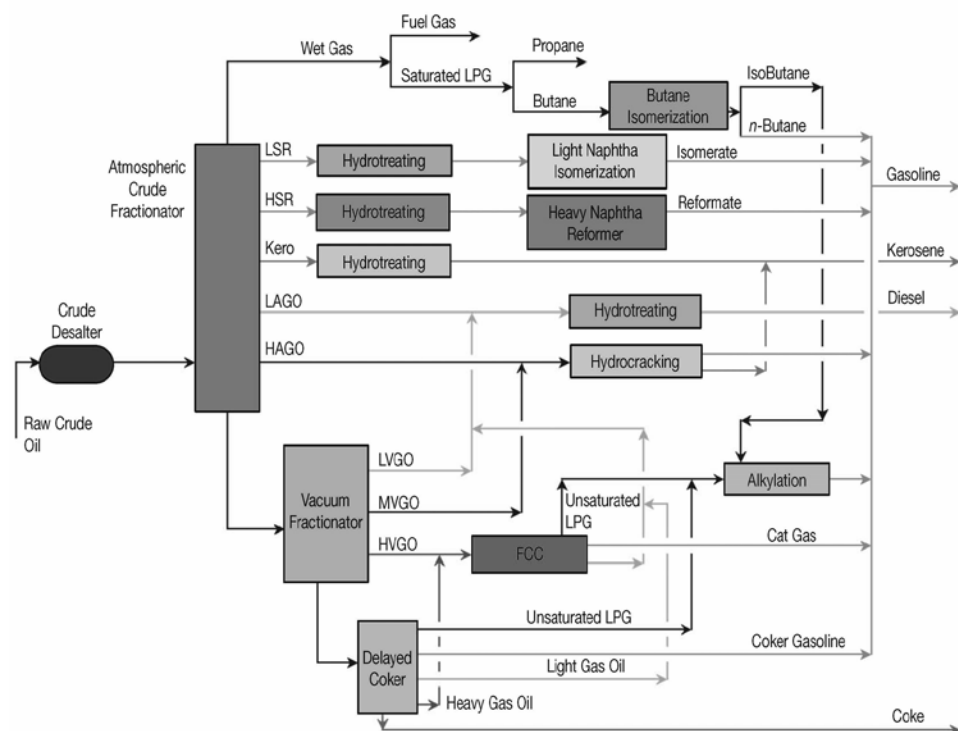 Fuel Gas
Wet Gas
Propane
Saturated LPG
IsoButane
Butane
Butane
Isomerization
n-Butane
Atmospheric
Crude
Fractionator
LSR
Hydrotreating
Light Naphtha
Isomerization
Isomerate
Gasoline
HSR
Hydrotreating
Heavy Naphtha
Reformer
Reformate
Kero
Hydrotreating
Kerosene
LAGO
Hydrotreating
Diesel
Crude
Desalter
HAGO
Hydrocracking
Raw Crude
Oil
LVGO
Vacuum
Fractionator
MVGO
Unsaturated
LPG
Alkylation
HVGO
FCC
Cat Gas
Unsaturated LPG
Delayed
Coker
Coker Gasoline
Light Gas Oil
Heavy Gas Oil
Coke